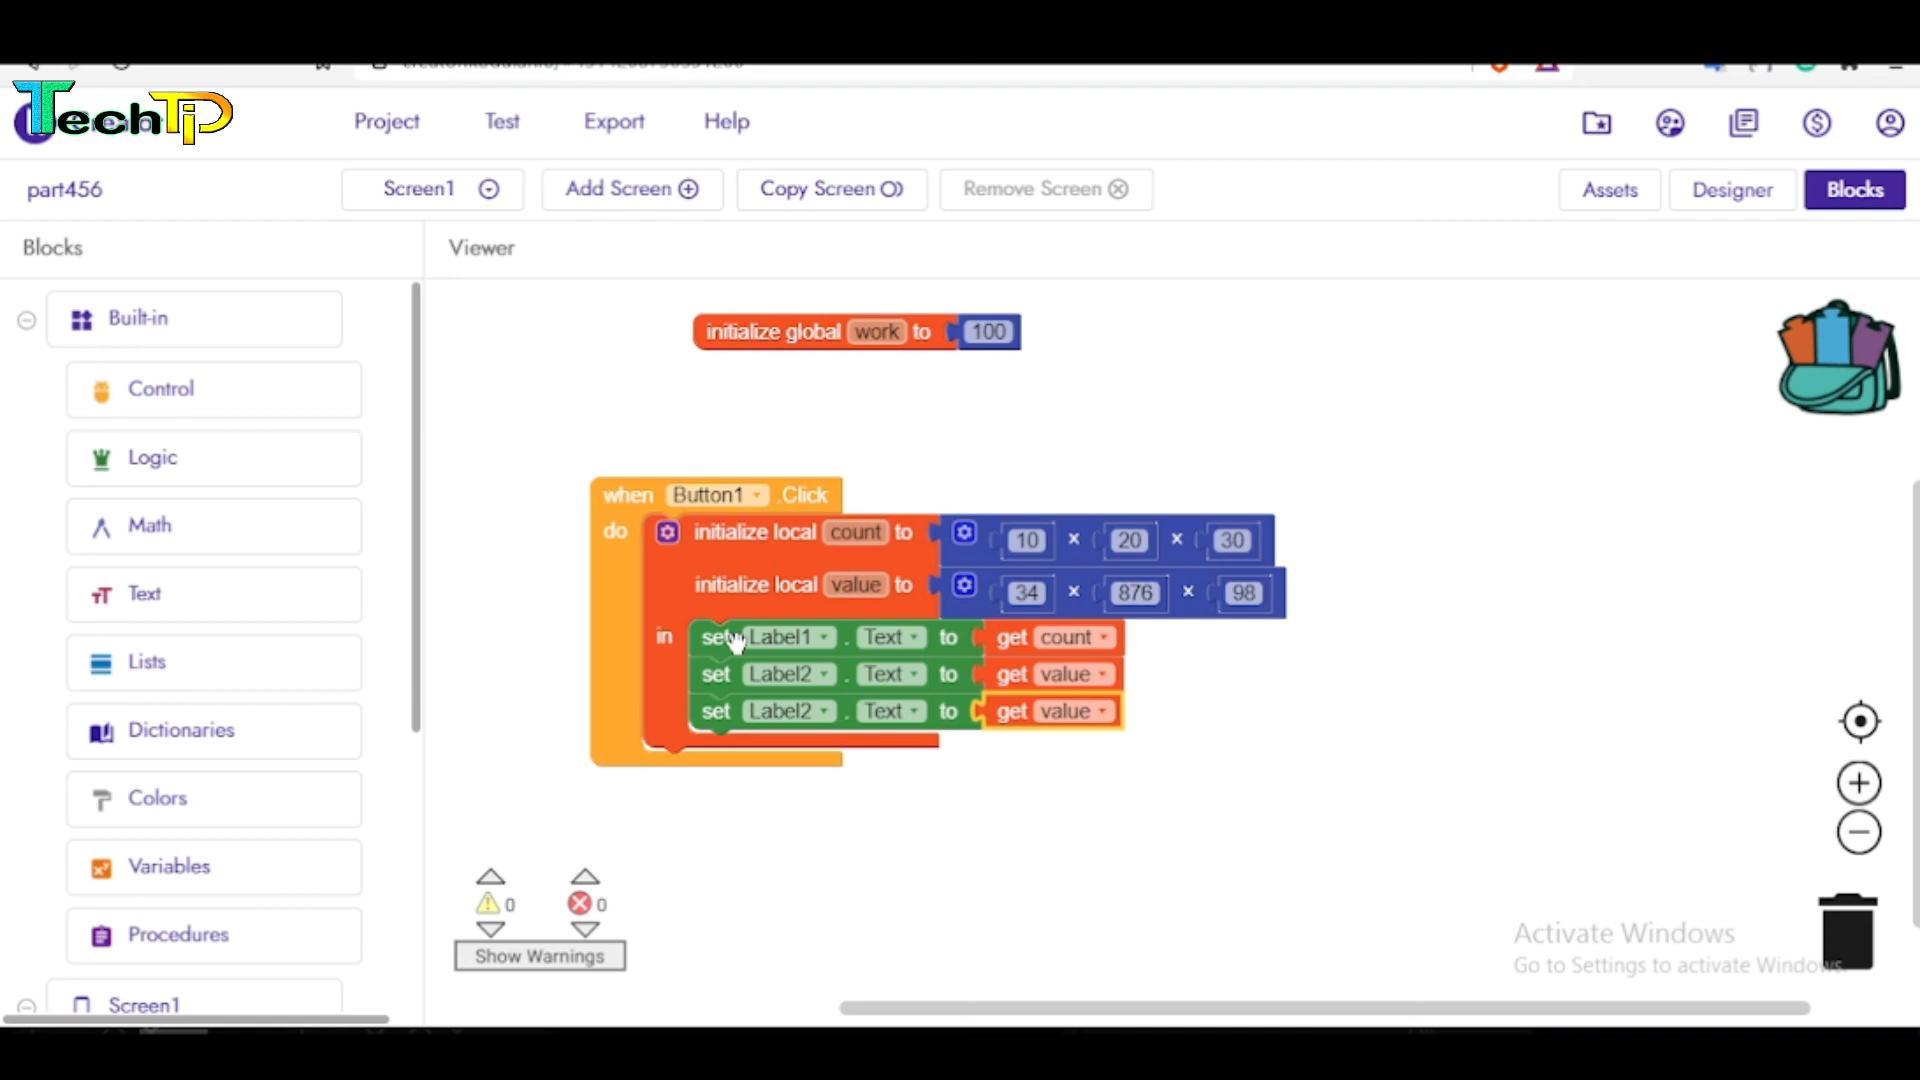 TechTip
Project Test Export Help
part456 Screen1 Add Screen Copy Screen Remove Screen Assets Designer Blocks
Blocks Viewer
Built-in
Control
Logic
Math
Text
Lists
Dictionaries
Colors
Variables
Procedures
Screen1
initialize global work to 100
when Button1 .Click
do initialize local count to 10 × 20 × 30
initialize local value to 34 × 876 × 98
in set Label1 . Text to get count
set Label2 . Text to get value
set Label2 . Text to get value
0 0
Show Warnings
Activate Windows
Go to Settings to activate Windows.